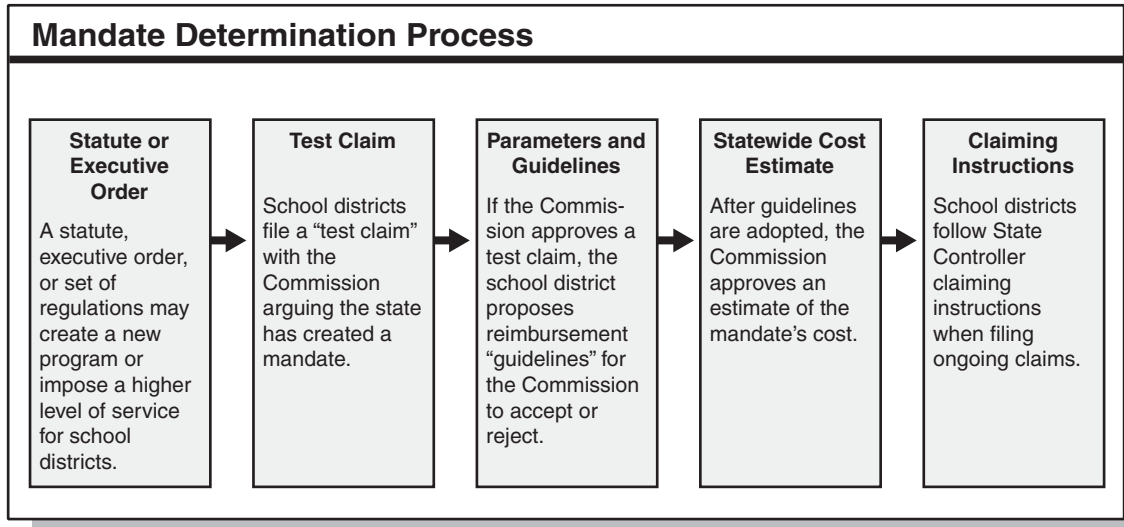 Mandate Determination Process
Statute or
Executive
Order
A statute,
executive order,
or set of
regulations may
create a new
program or
impose a higher
level of service
for school
districts.
Test Claim
School districts
file a “test claim”
with the
Commission
arguing the state
has created a
mandate.
Parameters and
Guidelines
If the Commis-
sion approves a
test claim, the
school district
proposes
reimbursement
“guidelines” for
the Commission
to accept or
reject.
Statewide Cost
Estimate
After guidelines
are adopted, the
Commission
approves an
estimate of the
mandate’s cost.
Claiming
Instructions
School districts
follow State
Controller
claiming
instructions
when filing
ongoing claims.